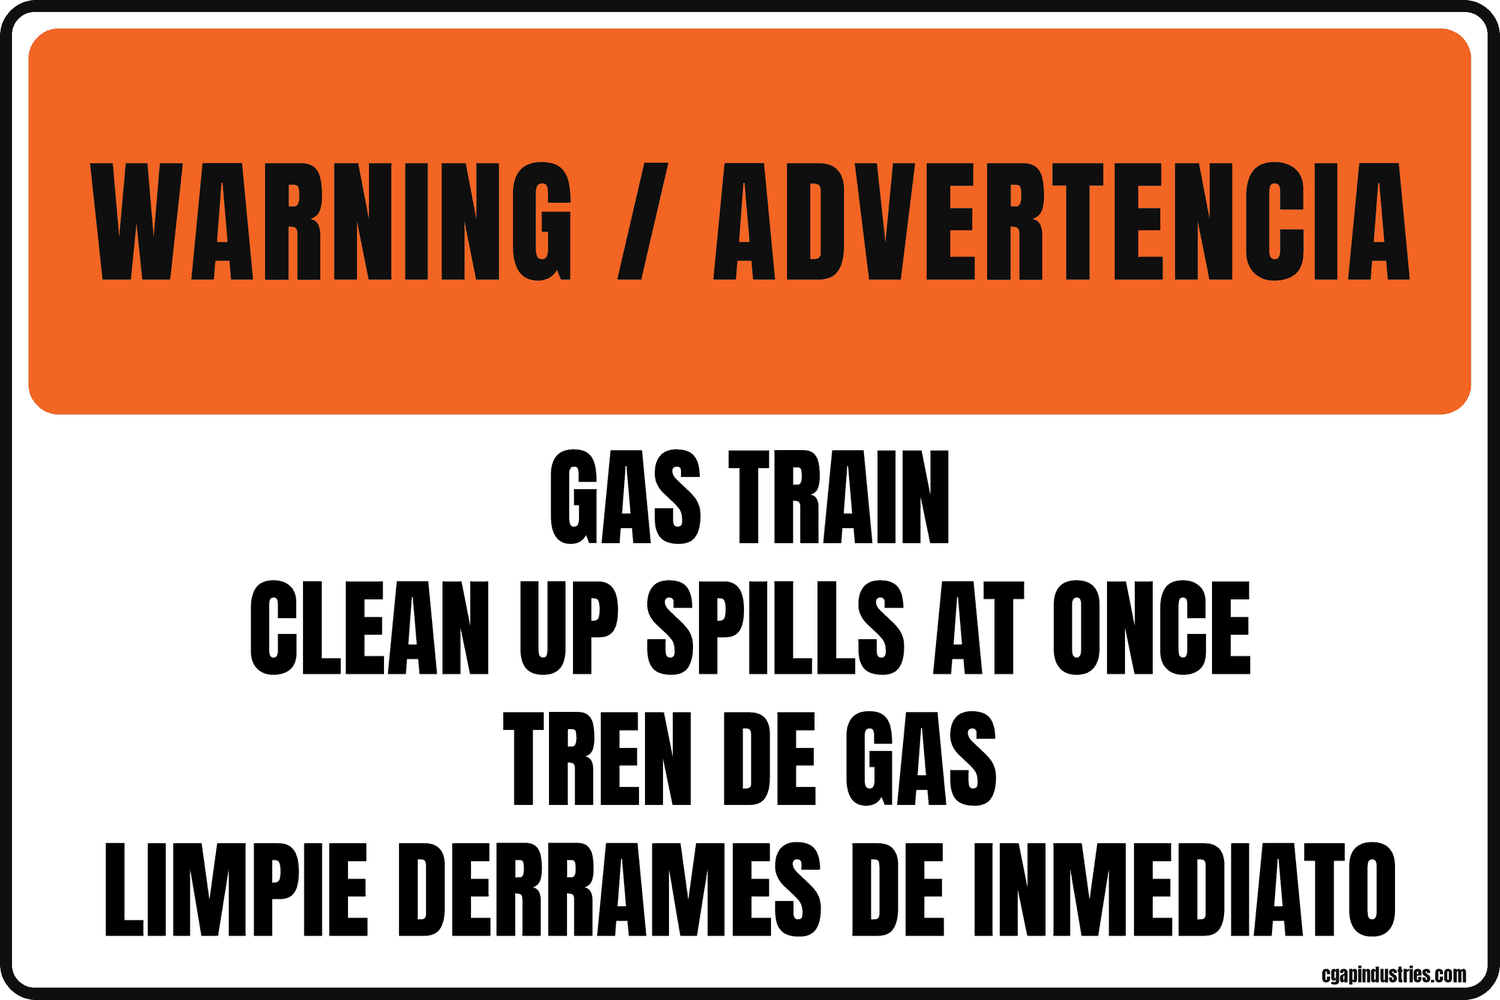 WARNING / ADVERTENCIA
GAS TRAIN
CLEAN UP SPILLS AT ONCE
TREN DE GAS
LIMPIE DERRAMES DE INMEDIATO
cgapindustries.com